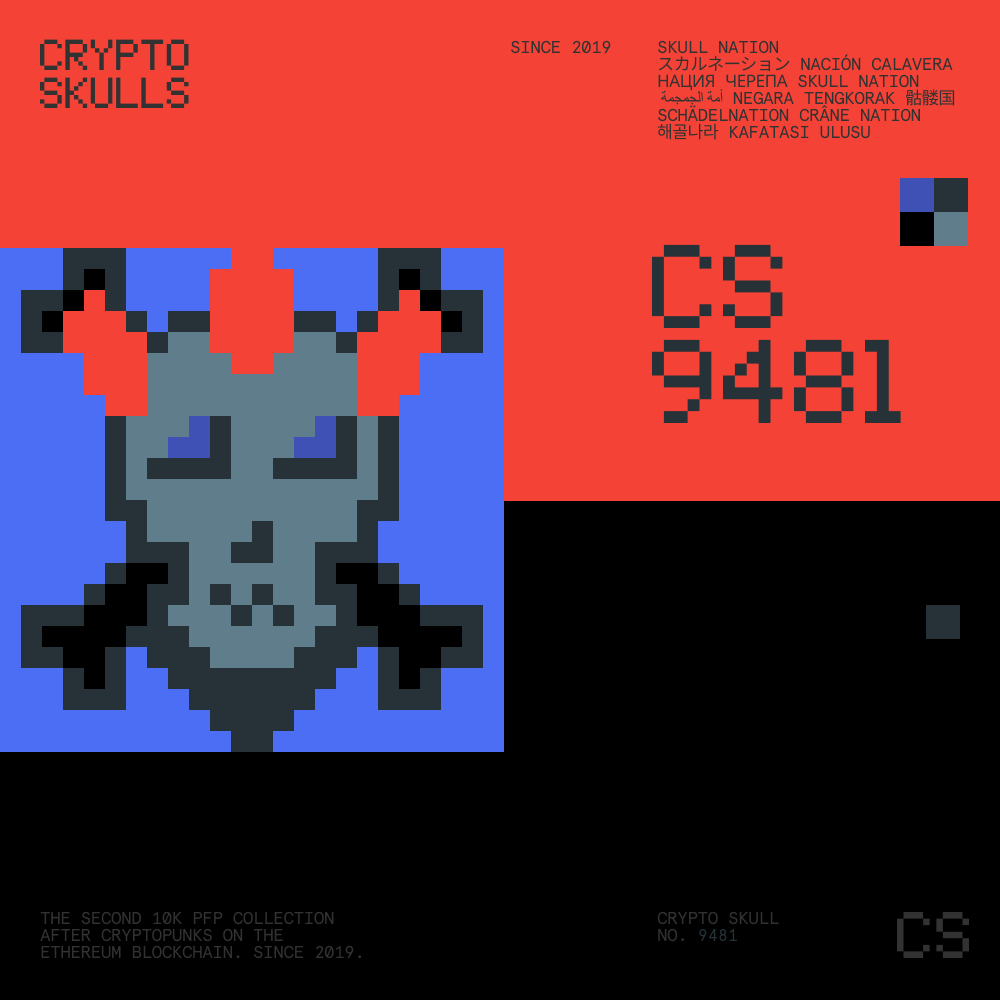 CRYPTO
SKULLS
SINCE 2019
SKULL NATION
スカルネーション NACIÓN CALAVERA
НАЦИЯ ЧЕРЕПА SKULL NATION
أمة الجمجمة NEGARA TENGKORAK 骷髅国
SCHÄDELNATION CRÂNE NATION
해골나라 KAFATASI ULUSU
CS
9481
THE SECOND 10K PFP COLLECTION
AFTER CRYPTOPUNKS ON THE
ETHEREUM BLOCKCHAIN. SINCE 2019.
CRYPTO SKULL
NO. 9481
CS